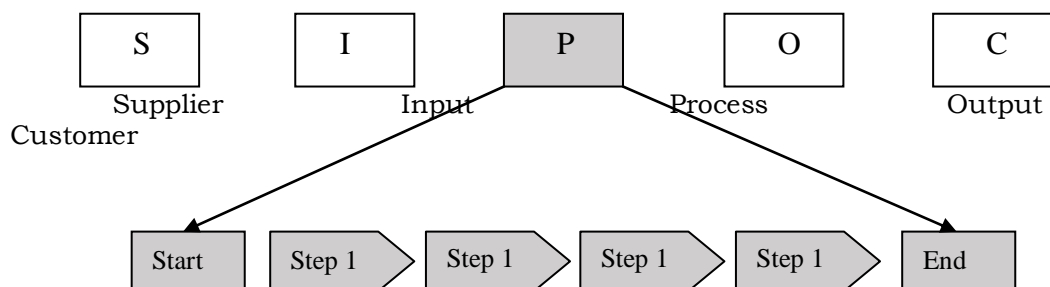 S I P O C
Supplier Input Process Output
Customer
Start Step 1 Step 1 Step 1 Step 1 End